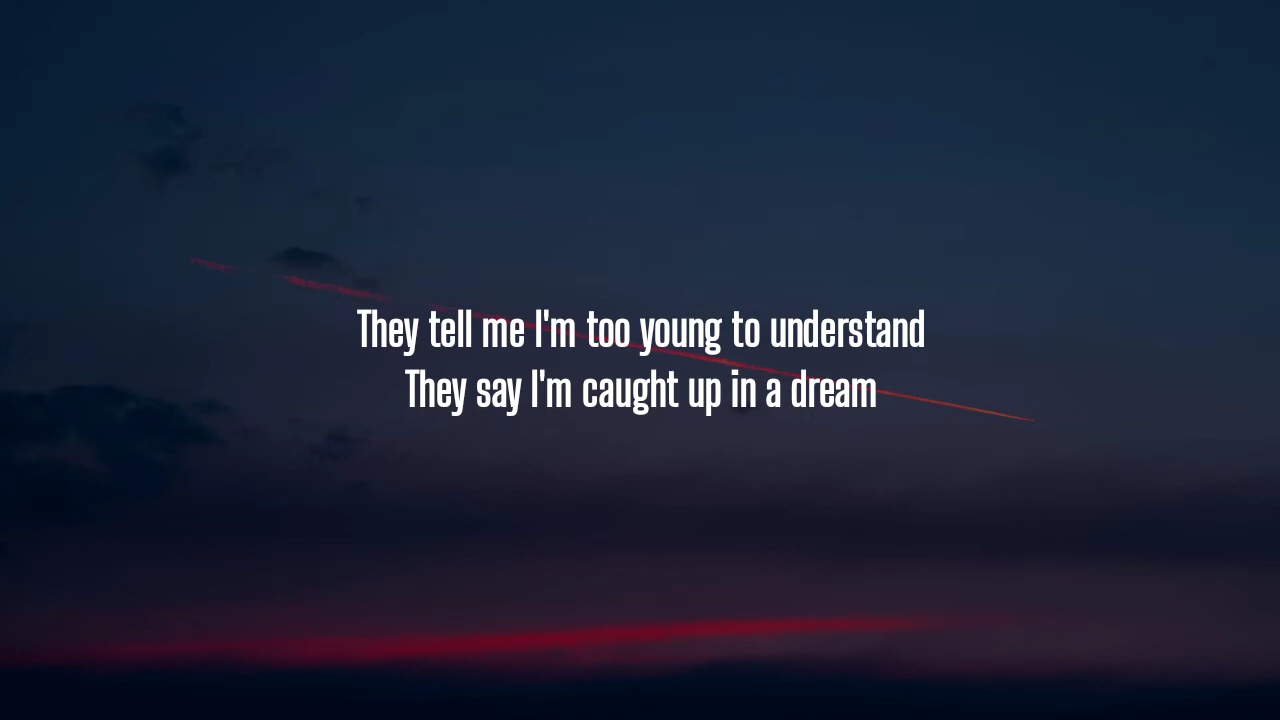 They tell me I'm too young to understand
They say I'm caught up in a dream